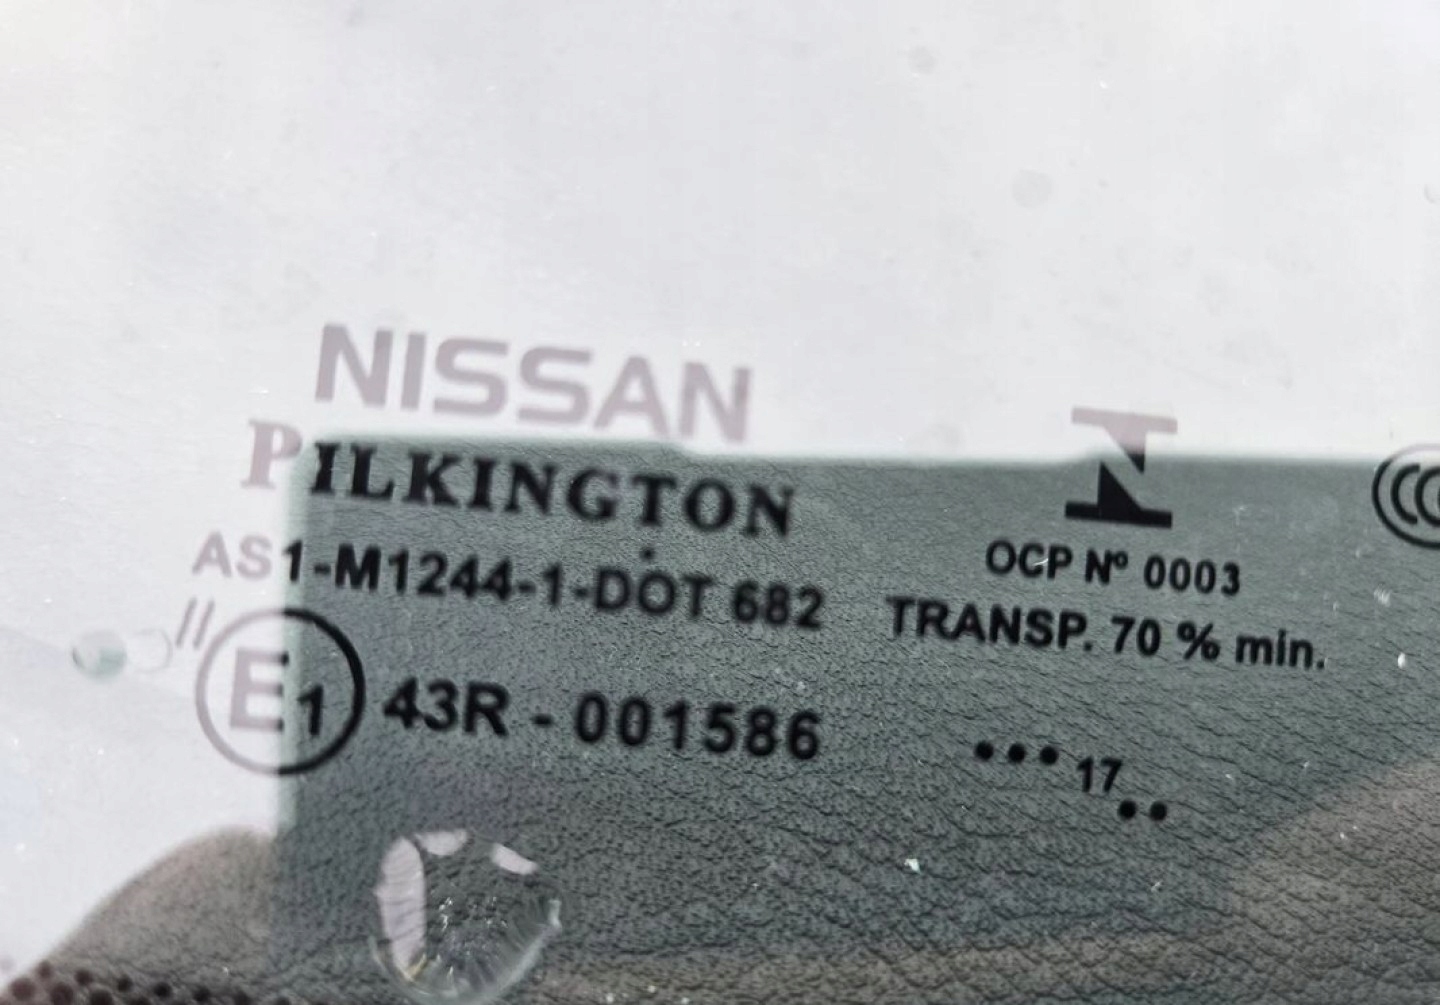 NISSAN
PILKINGTON
AS1-M1244-1-DOT 682
OCP Nº 0003
TRANSP. 70 % min.
//
E1 43R - 001586
••• 17 ••